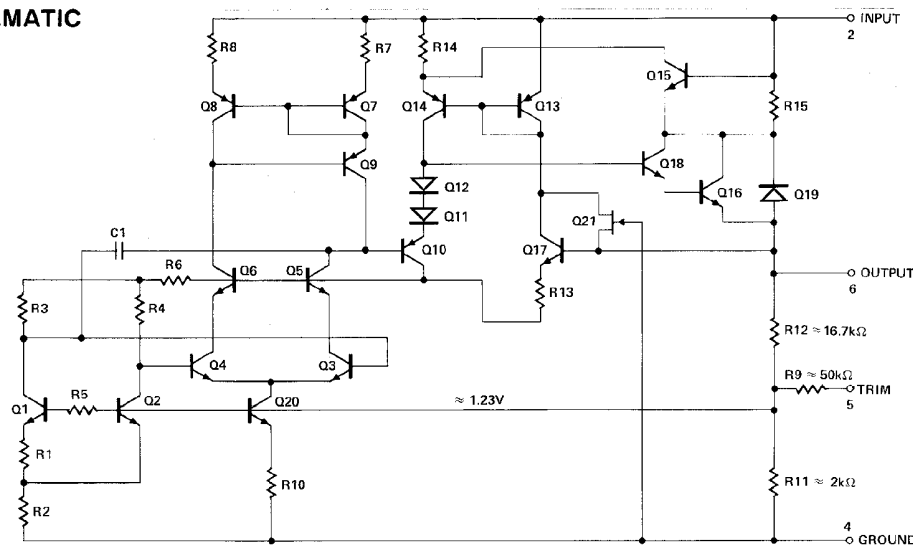 MATIC
INPUT
2
R8
R7
R14
Q15
R15
Q8
Q7
Q14
Q13
Q9
Q18
Q16
Q19
Q12
Q11
Q21
C1
Q10
Q17
R6
Q6
Q5
R13
OUTPUT
6
R3
R4
R12 ≈ 16.7kΩ
Q4
Q3
R9 ≈ 50kΩ
TRIM
5
Q1
R5
Q2
Q20
≈ 1.23V
R1
R10
R11 ≈ 2kΩ
R2
4
GROUND